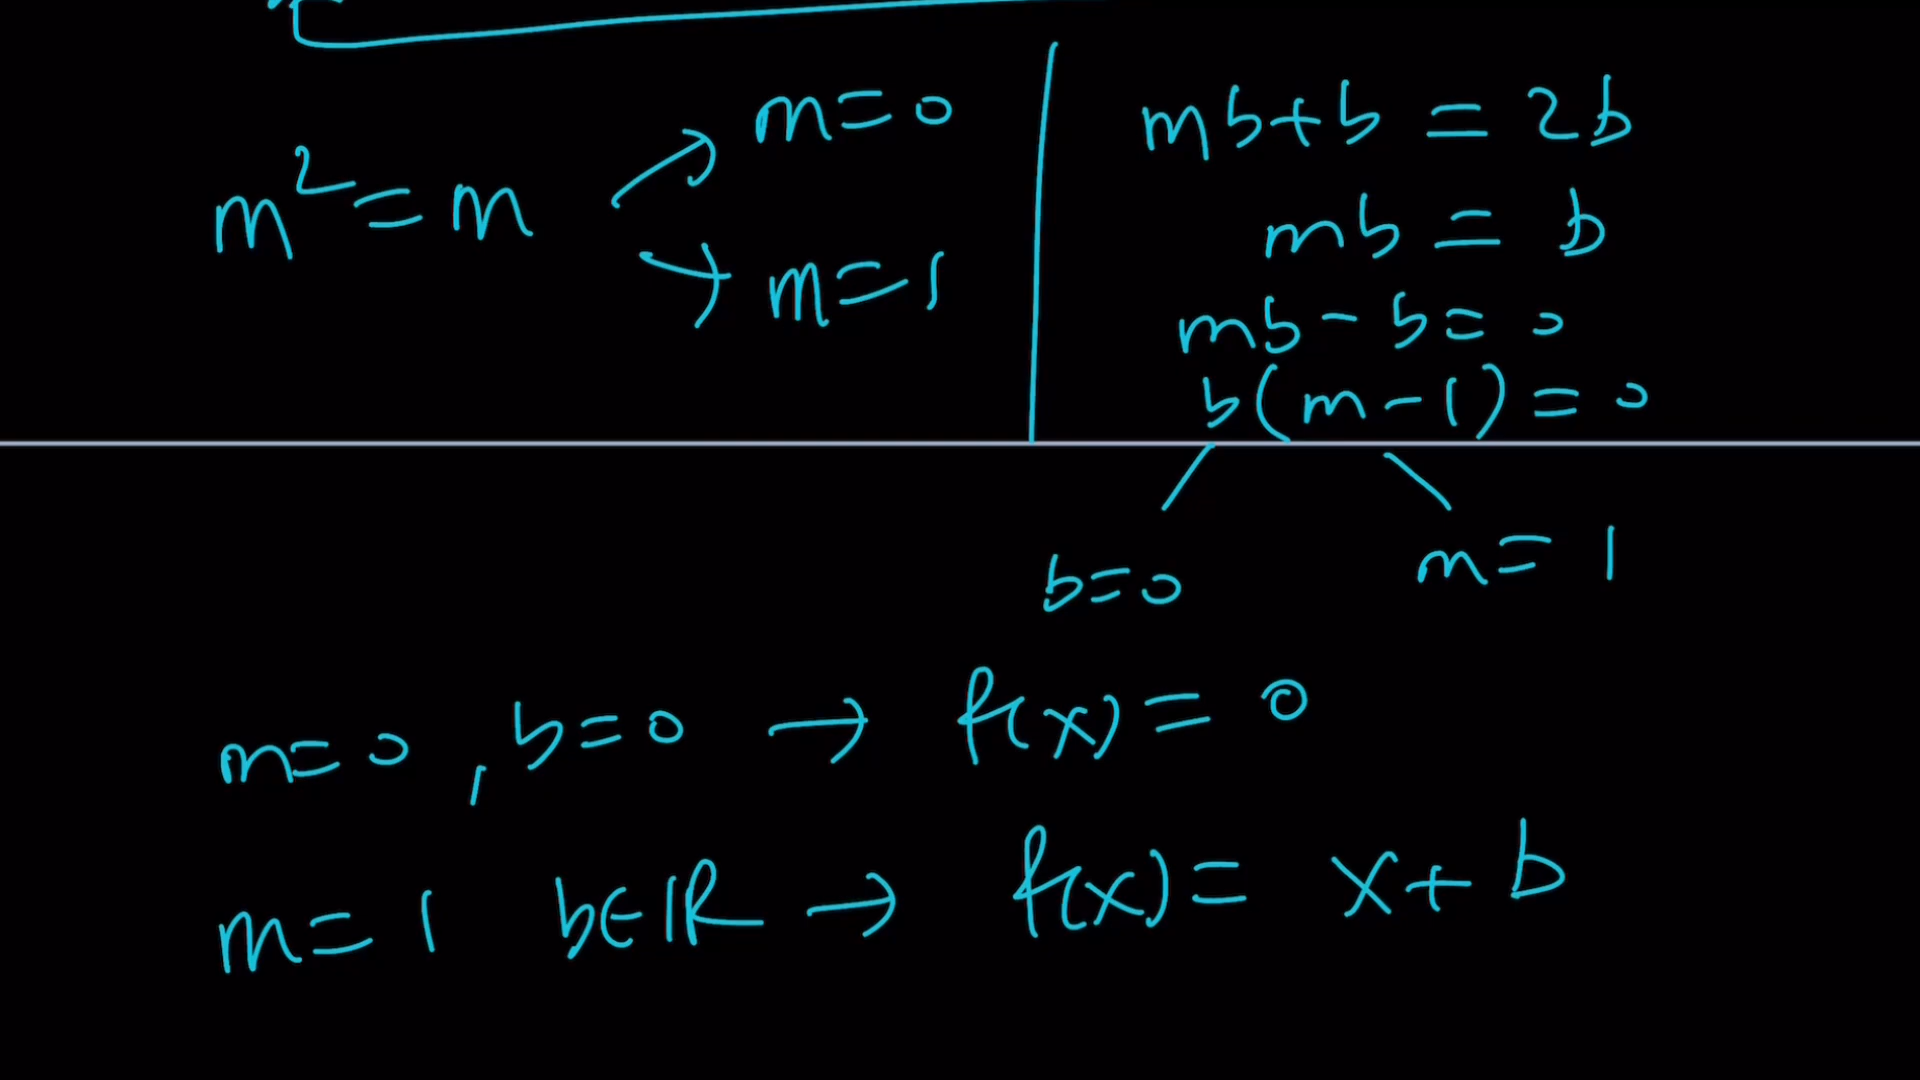 m² = m → m = 0
→ m = 1
mb + b = 2b
mb = b
mb - b = 0
b(m - 1) = 0
b = 0
m = 1
m = 0, b = 0 → f(x) = 0
m = 1 b ∈ ℝ → f(x) = x + b